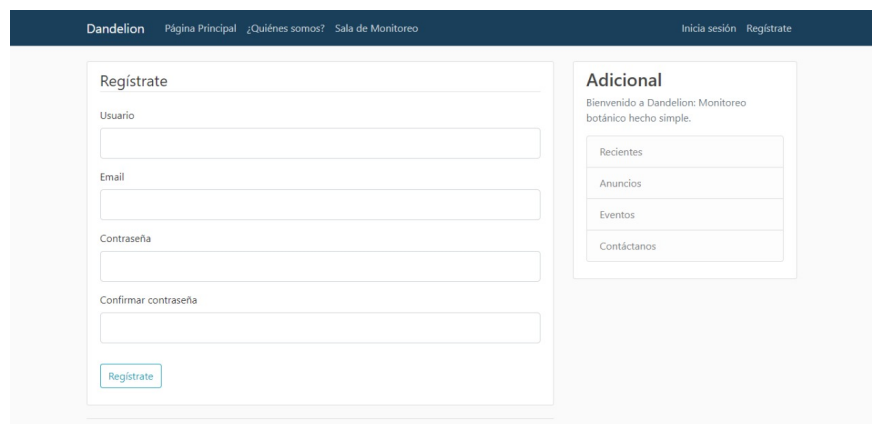 Dandelion Página Principal ¿Quiénes somos? Sala de Monitoreo Inicia sesión Regístrate
Regístrate
Usuario
Email
Contraseña
Confirmar contraseña
Regístrate
Adicional
Bienvenido a Dandelion: Monitoreo
botánico hecho simple.
Recientes
Anuncios
Eventos
Contáctanos